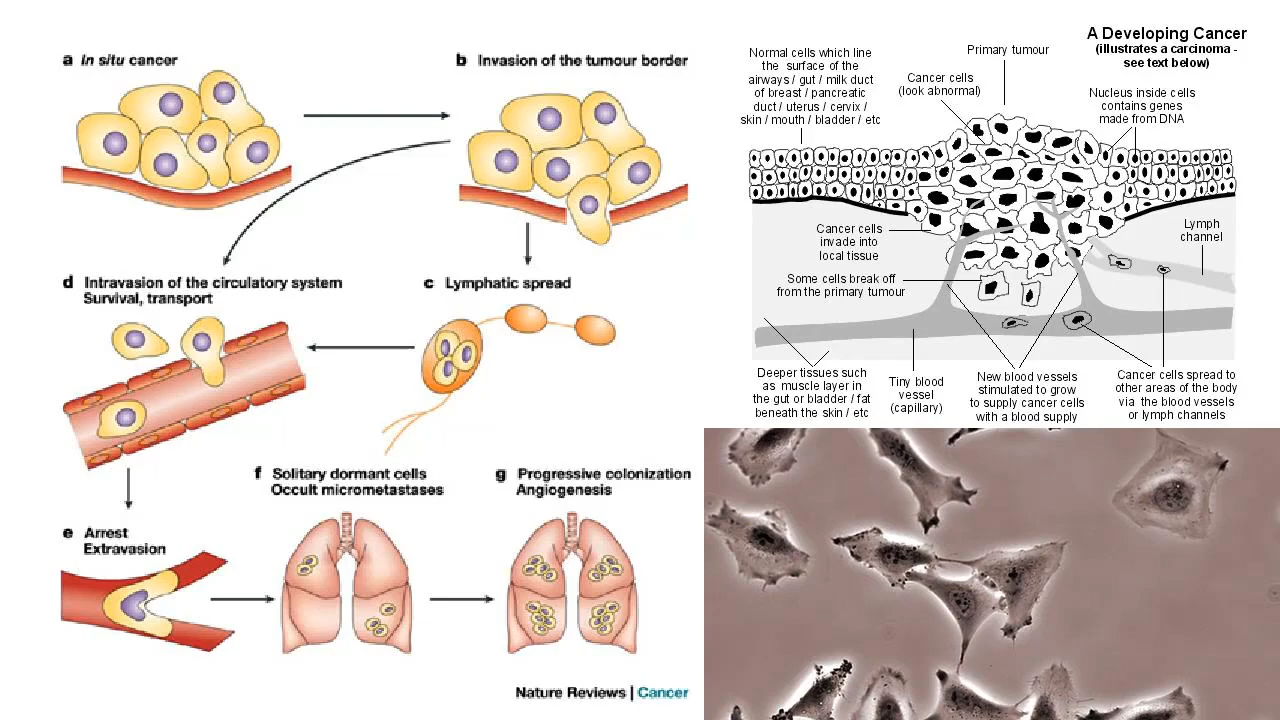 a In situ cancer
b Invasion of the tumour border
d Intravasion of the circulatory system
Survival, transport
c Lymphatic spread
e Arrest
Extravasion
f Solitary dormant cells
Occult micrometastases
g Progressive colonization
Angiogenesis
Nature Reviews | Cancer
A Developing Cancer
(illustrates a carcinoma -
see text below)
Normal cells which line
the surface of the
airways / gut / milk duct
of breast / pancreatic
duct / uterus / cervix /
skin / mouth / bladder / etc
Cancer cells
(look abnormal)
Primary tumour
Nucleus inside cells
contains genes
made from DNA
Cancer cells
invade into
local tissue
Lymph
channel
Some cells break off
from the primary tumour
Deeper tissues such
as muscle layer in
the gut or bladder / fat
beneath the skin / etc
Tiny blood
vessel
(capillary)
New blood vessels
stimulated to grow
to supply cancer cells
with a blood supply
Cancer cells spread to
other areas of the body
via the blood vessels
or lymph channels